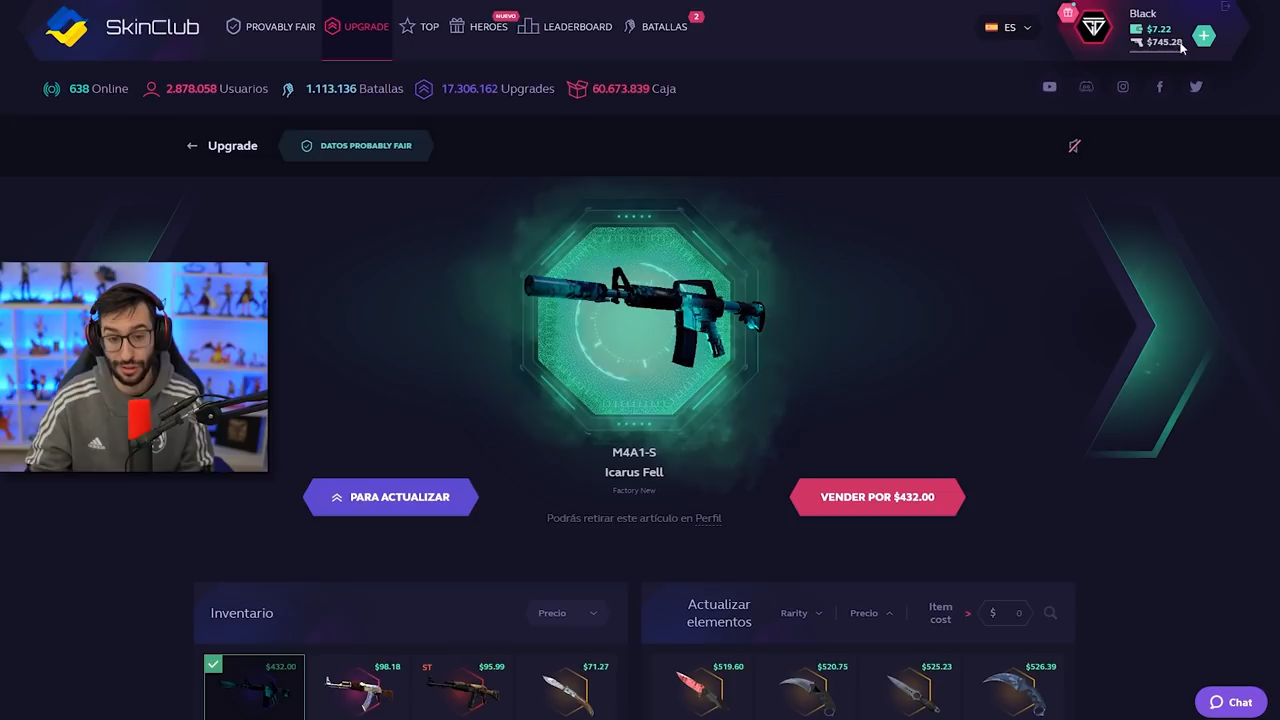 SkinClub
PROVABLY FAIR
UPGRADE
TOP
HEROES
NUEVO
LEADERBOARD
BATALLAS
2
ES
Black
$7.22
$745.28
638 Online
2.878.058 Usuarios
1.113.136 Batallas
17.306.162 Upgrades
60.673.839 Caja
Upgrade
DATOS PROBABLY FAIR
M4A1-S
Icarus Fell
Factory New
PARA ACTUALIZAR
VENDER POR $432.00
Podrás retirar este artículo en Perfil
Inventario
Precio
Actualizar
elementos
Rarity
Precio
Item
cost
>
$ 0
$432.00
$98.18
ST $95.99
$71.27
$519.60
$520.75
$525.23
$526.39
Chat